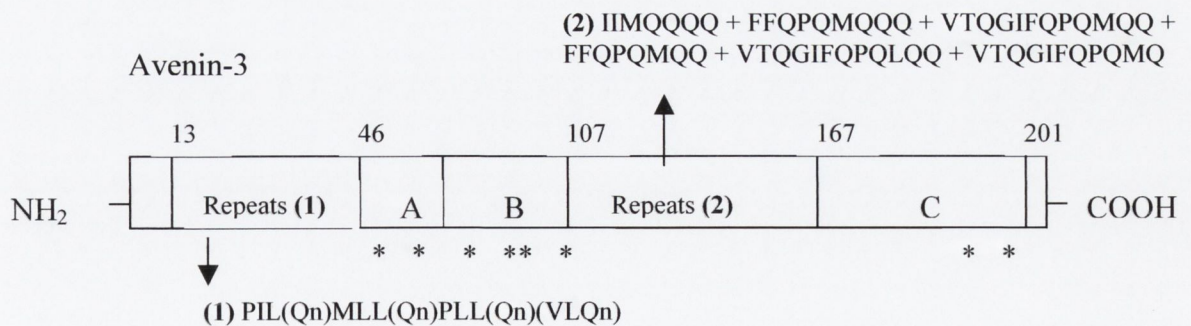 (2) IIMQQQQ + FFQPQMQQQ + VTQGIFQPQMQQ +
FFQPQMQQ + VTQGIFQPQLQQ + VTQGIFQPQMQ
Avenin-3
13 46 107 167 201
NH₂ Repeats (1) A B Repeats (2) C COOH
* * * ** * * *
(1) PIL(Qn)MLL(Qn)PLL(Qn)(VLQn)